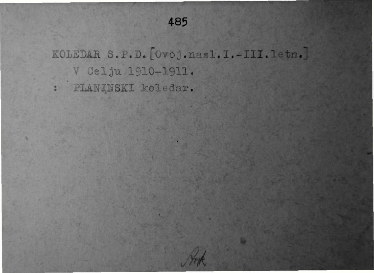 485
KOLEDAR S.P.D. [Ovoj.nasl.I.-III.letn.]
V Celju 1910-1911.
: PLANINSKI koledar.